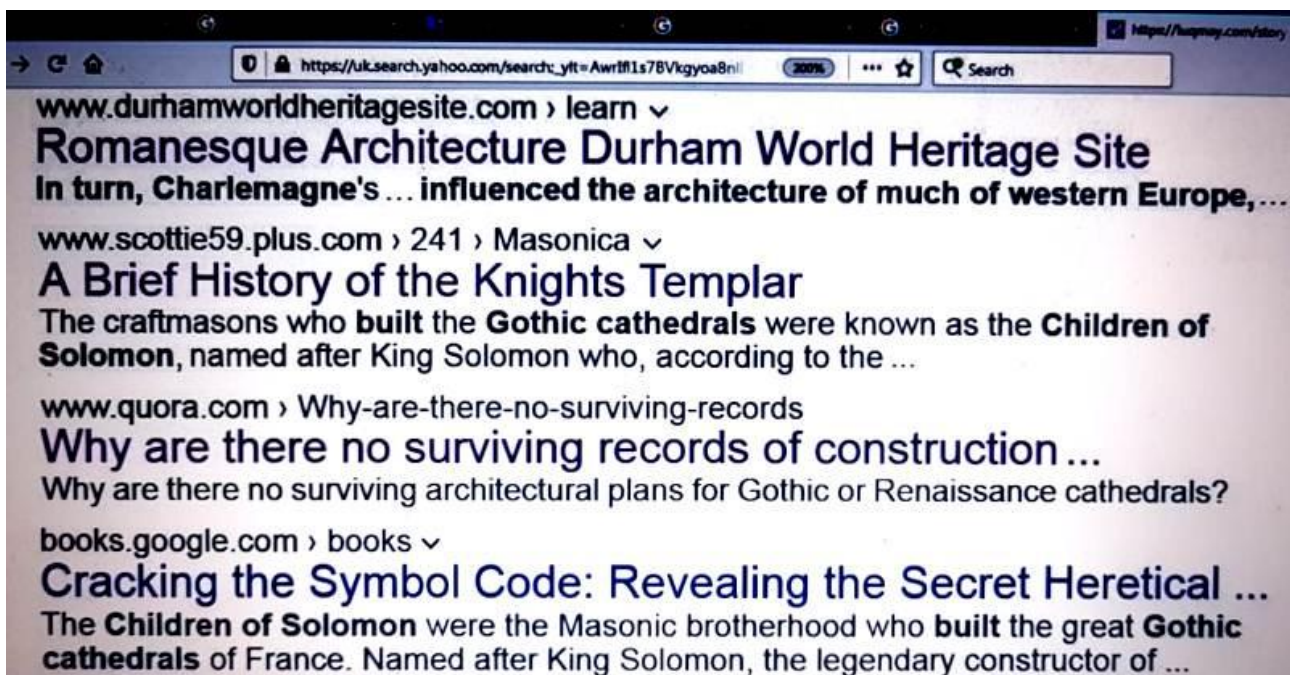 https://uk.search.yahoo.com/search;_ylt= 200% ... Search
www.durhamworldheritagesite.com › learn
Romanesque Architecture Durham World Heritage Site
In turn, Charlemagne's ... influenced the architecture of much of western Europe,...
www.scottie59.plus.com › 241 › Masonica
A Brief History of the Knights Templar
The craftmasons who built the Gothic cathedrals were known as the Children of
Solomon, named after King Solomon who, according to the ...
www.quora.com › Why-are-there-no-surviving-records
Why are there no surviving records of construction ...
Why are there no surviving architectural plans for Gothic or Renaissance cathedrals?
books.google.com › books
Cracking the Symbol Code: Revealing the Secret Heretical ...
The Children of Solomon were the Masonic brotherhood who built the great Gothic
cathedrals of France. Named after King Solomon, the legendary constructor of ...